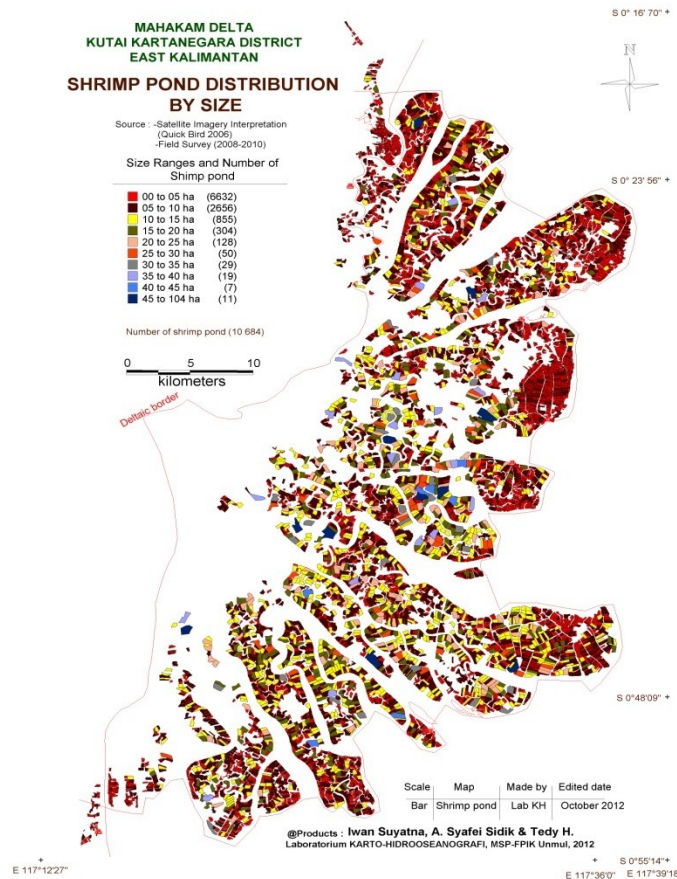 S 0° 16' 70" +
MAHAKAM DELTA
KUTAI KARTANEGARA DISTRICT
EAST KALIMANTAN
N
SHRIMP POND DISTRIBUTION
BY SIZE
Source : -Satellite Imagery Interpretation
(Quick Bird 2006)
-Field Survey (2008-2010)
Size Ranges and Number of
Shimp pond
S 0° 23' 56" +
00 to 05 ha (6632)
05 to 10 ha (2656)
10 to 15 ha (855)
15 to 20 ha (304)
20 to 25 ha (128)
25 to 30 ha (50)
30 to 35 ha (29)
35 to 40 ha (19)
40 to 45 ha (7)
45 to 104 ha (11)
Number of shrimp pond (10 684)
0 5 10
kilometers
Deltaic border
S 0° 48'09" +
Scale Map Made by Edited date
Bar Shrimp pond Lab KH October 2012
@Products : Iwan Suyatna, A. Syafei Sidik & Tedy H.
Laboratorium KARTO-HIDROOSEANOGRAFI, MSP-FPIK Unmul, 2012
+ + S 0°55'14" +
E 117°12'27" E 117°36'0" E 117°39'18